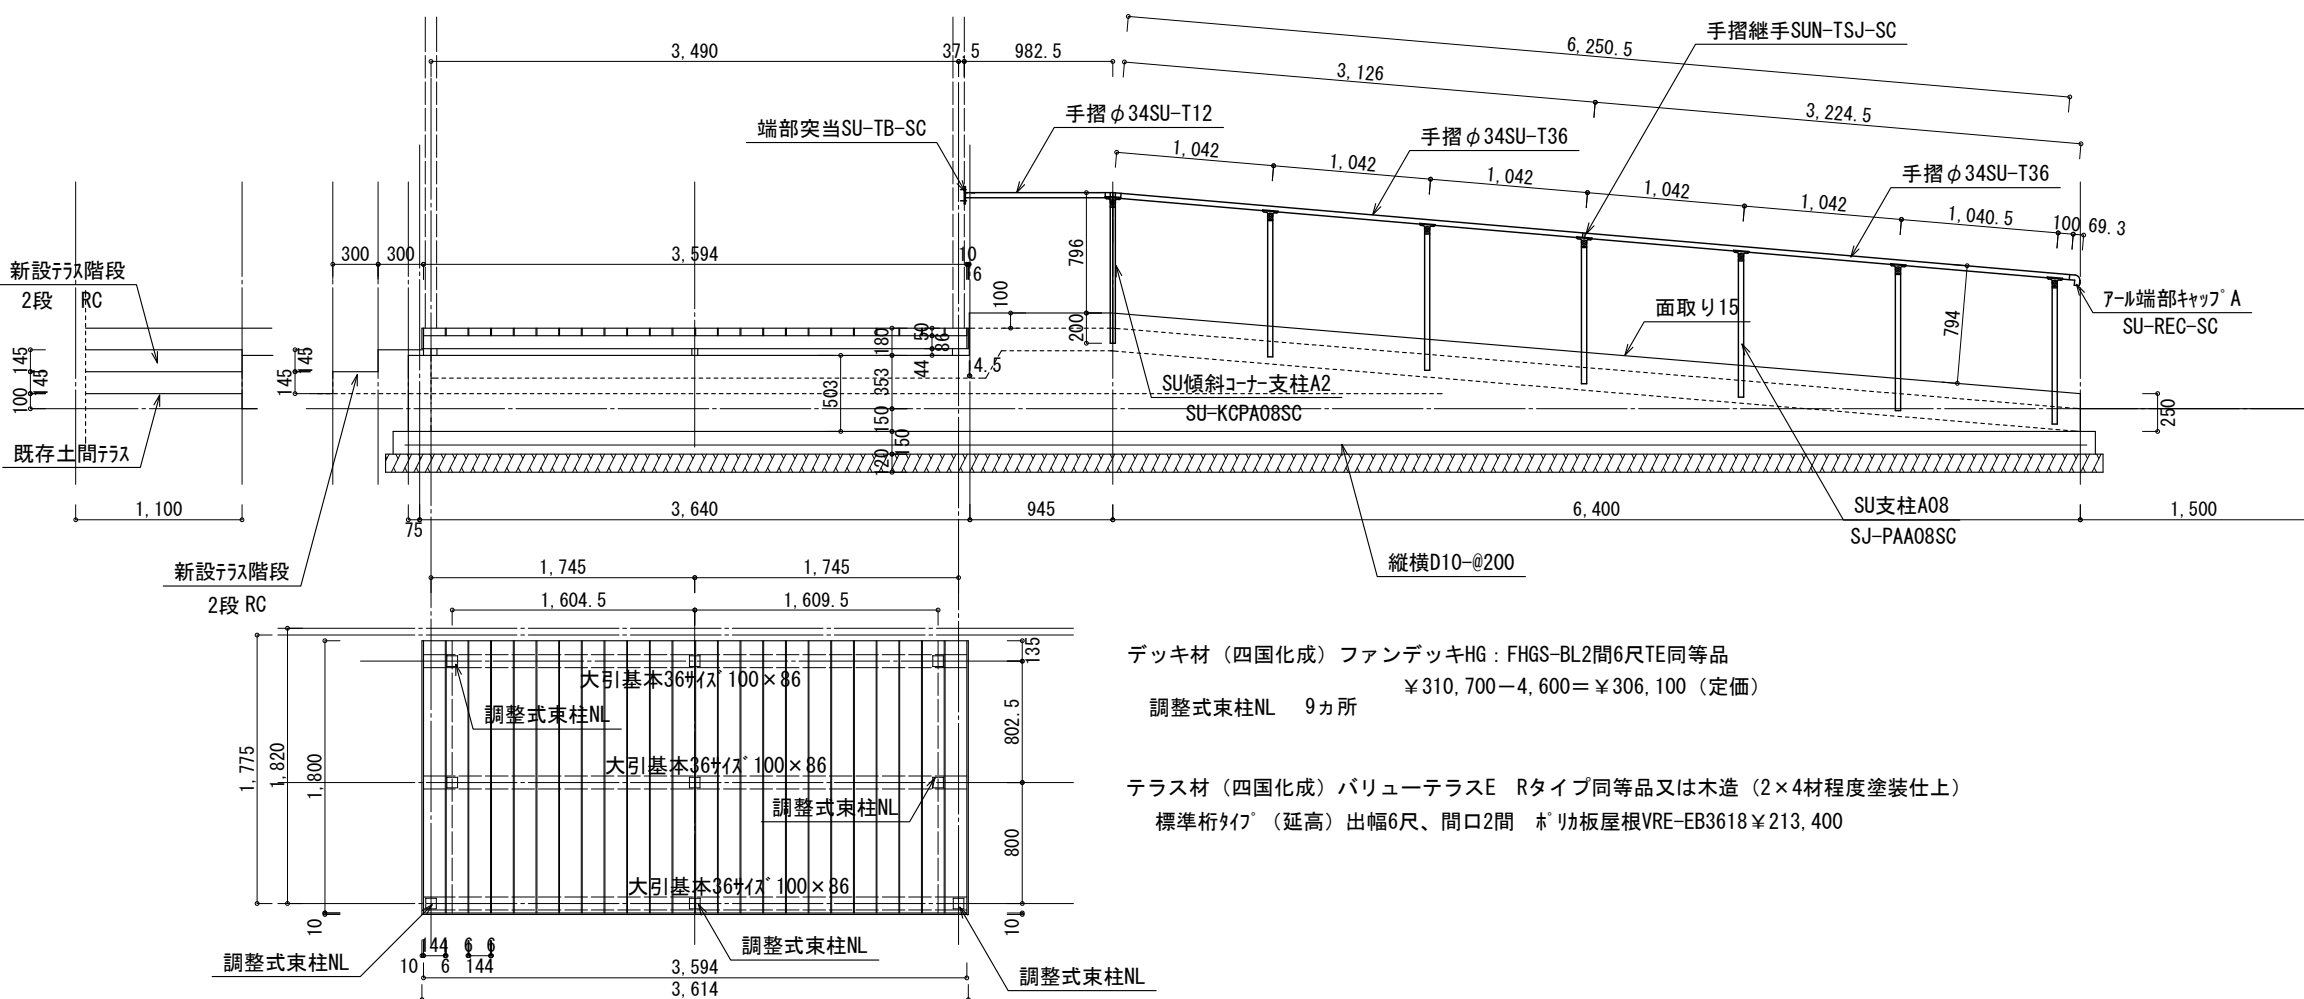 3,490
37.5
982.5
6,250.5
3,126
3,224.5
手摺継手SUN-TSJ-SC
端部突当SU-TB-SC
手摺φ34SU-T12
手摺φ34SU-T36
手摺φ34SU-T36
1,042
1,042
1,042
1,042
1,042
1,040.5
100
69.3
300
300
3,594
10
6
796
100
200
794
新設テラス階段
2段 RC
145
145
100
145
145
既存土間テラス
180
50
86
44
353
503
150
150
120
4.5
面取り15
アール端部キャップA
SU-REC-SC
SU傾斜コーナー支柱A2
SU-KCPA08SC
250
1,100
75
3,640
945
6,400
1,500
SU支柱A08
SJ-PAA08SC
縦横D10-@200
新設テラス階段
2段 RC
1,745
1,745
1,604.5
1,609.5
135
大引基本36サイズ100×86
調整式束柱NL
802.5
1,775
1,820
1,800
大引基本36サイズ100×86
調整式束柱NL
800
大引基本36サイズ100×86
10
10
144
6
6
10
6
144
調整式束柱NL
調整式束柱NL
調整式束柱NL
3,594
3,614
デッキ材（四国化成）ファンデッキHG：FHGS-BL2間6尺TE同等品
￥310,700－4,600＝￥306,100（定価）
調整式束柱NL 9ヵ所
テラス材（四国化成）バリューテラスE Rタイプ同等品又は木造（2×4材程度塗装仕上）
標準桁タイプ（延高）出幅6尺、間口2間 ポリカ板屋根VRE-EB3618￥213,400